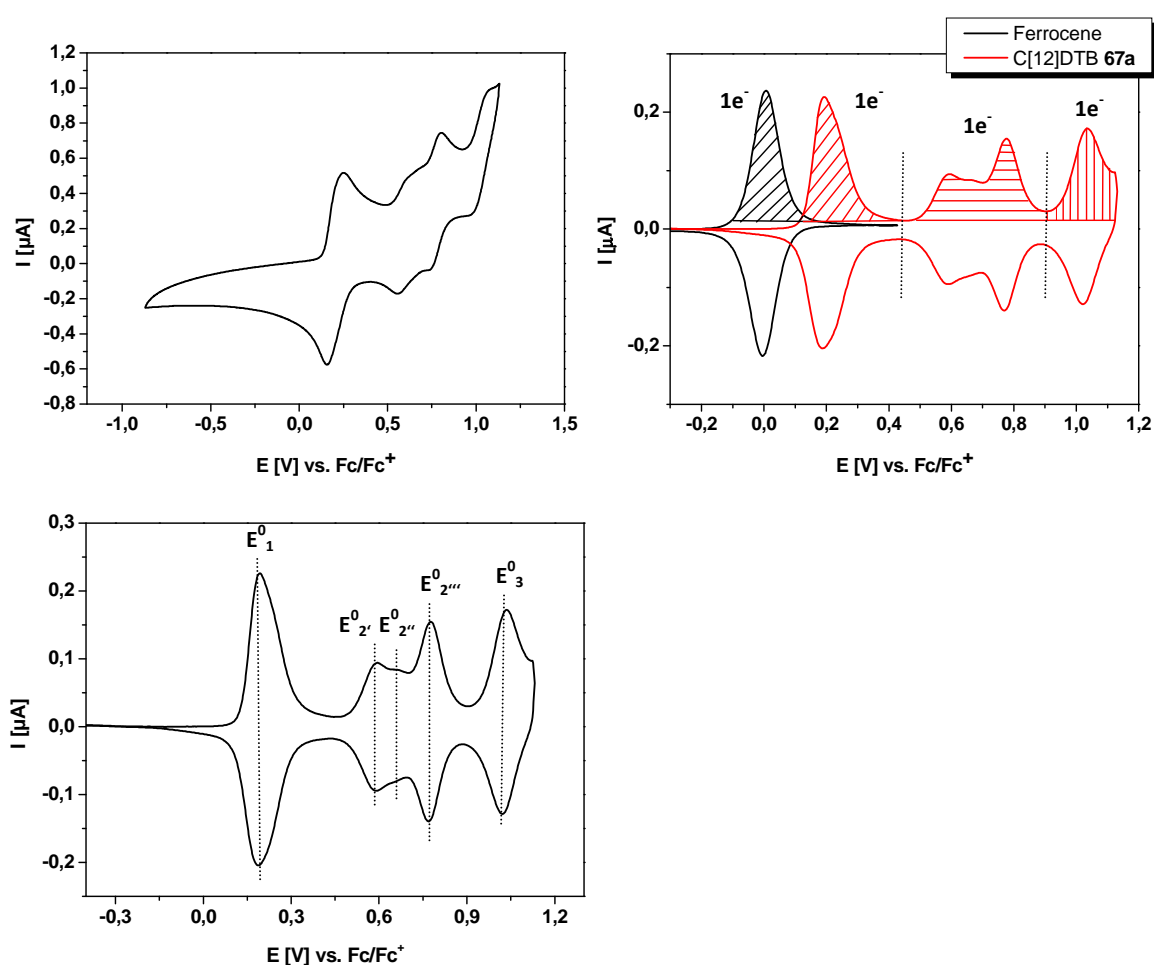 1,2
1,0
0,8
0,6
0,4
0,2
0,0
-0,2
-0,4
-0,6
-0,8
I [µA]
-1,0 -0,5 0,0 0,5 1,0 1,5
E [V] vs. Fc/Fc⁺
Ferrocene
C[12]DTB 67a
1e⁻ 1e⁻ 1e⁻ 1e⁻
0,2
0,0
-0,2
I [µA]
-0,2 0,0 0,2 0,4 0,6 0,8 1,0 1,2
E [V] vs. Fc/Fc⁺
0,3
0,2
0,1
0,0
-0,1
-0,2
I [µA]
E⁰₁ E⁰₂‘ E⁰₂‘‘ E⁰₂‘‘‘ E⁰₃
-0,3 0,0 0,3 0,6 0,9 1,2
E [V] vs. Fc/Fc⁺